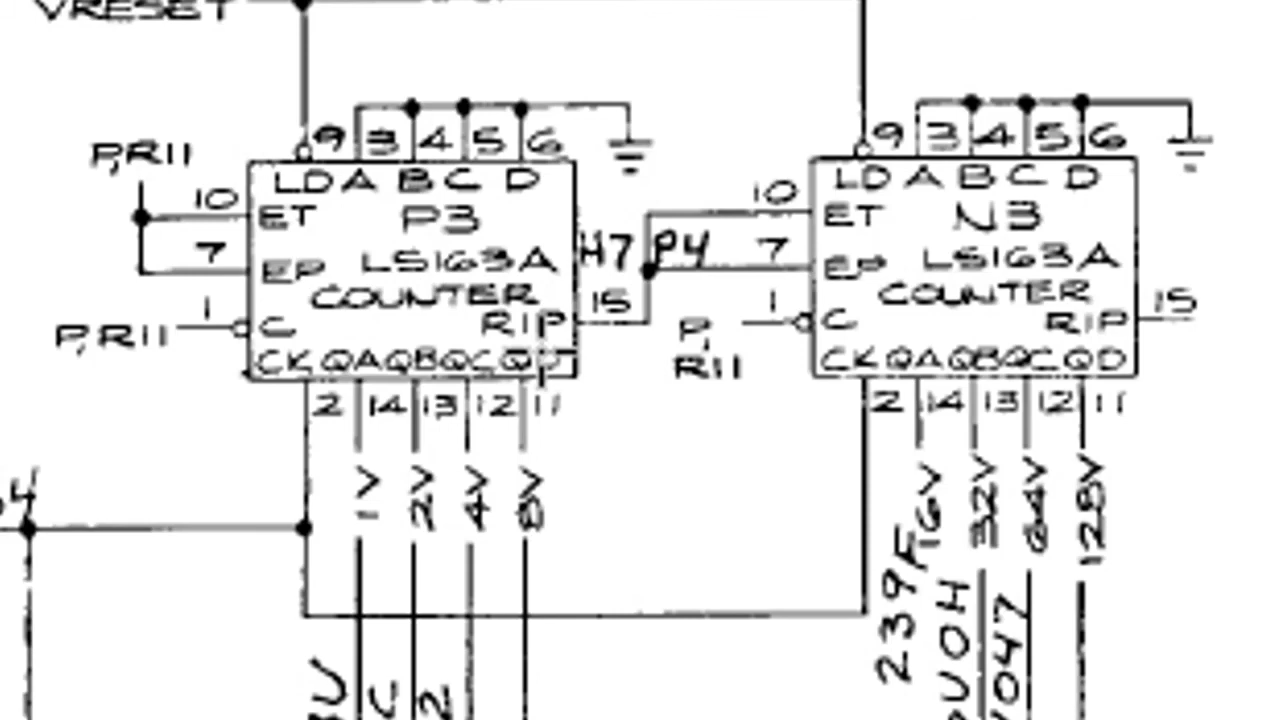 VRESET
9 3 4 5 6
9 3 4 5 6
P,R11
LD A B C D
LD A B C D
10 ET P3
10 ET N3
7 EP LS163A
H7 P4
7 EP LS163A
COUNTER
COUNTER
1 C RIP 15
1 C RIP 15
P,R11
P,
R11
CK QA QB QC QD
CK QA QB QC QD
2 14 13 12 11
2 14 13 12 11
1V 2V 4V 8V
16V 32V 64V 128V
239F